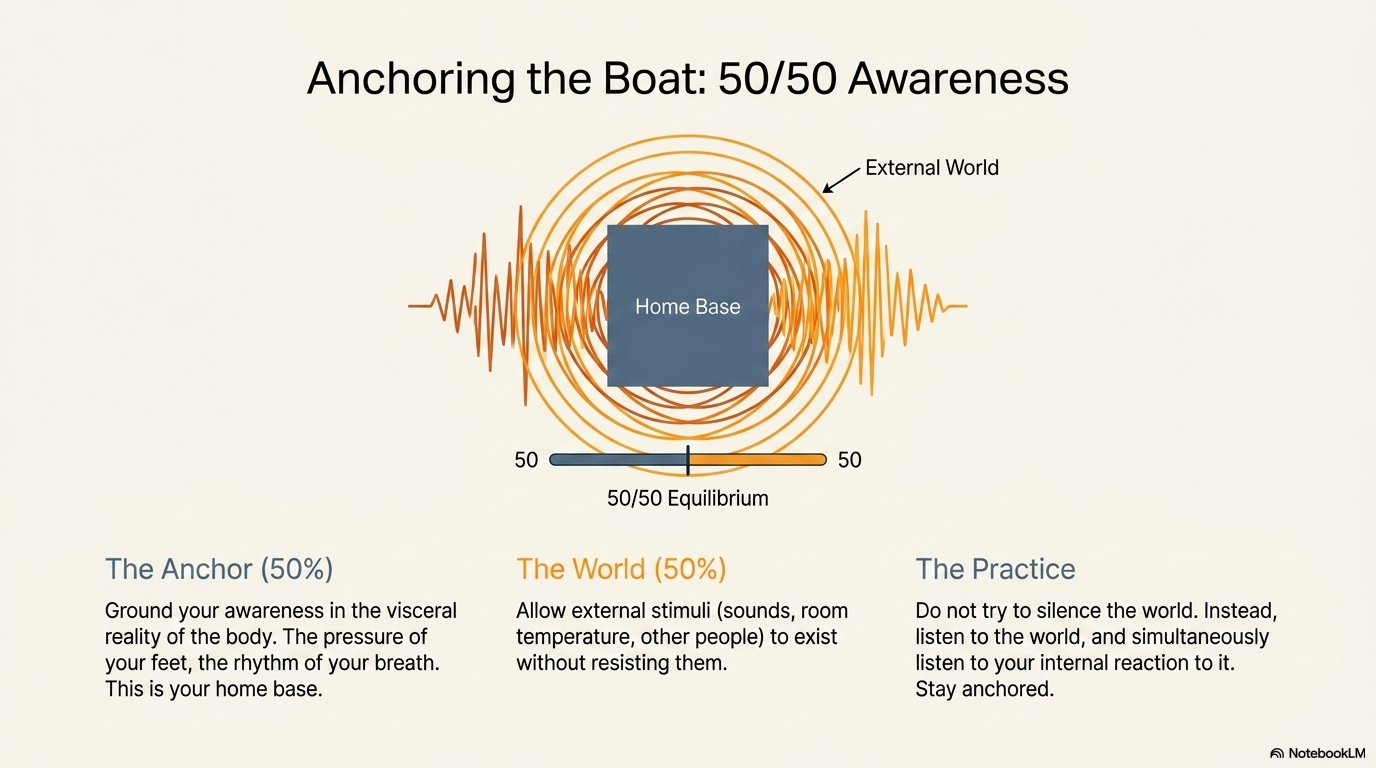 Anchoring the Boat: 50/50 Awareness
External World
Home Base
50
50
50/50 Equilibrium
The Anchor (50%)
Ground your awareness in the visceral
reality of the body. The pressure of
your feet, the rhythm of your breath.
This is your home base.
The World (50%)
Allow external stimuli (sounds, room
temperature, other people) to exist
without resisting them.
The Practice
Do not try to silence the world. Instead,
listen to the world, and simultaneously
listen to your internal reaction to it.
Stay anchored.
NotebookLM